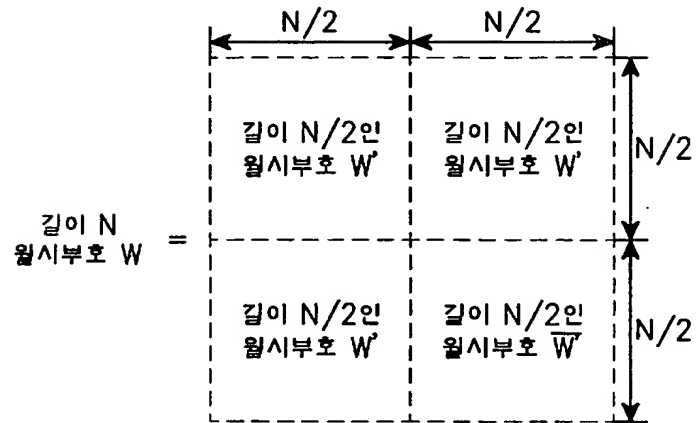 N/2 N/2
길이 N/2인 길이 N/2인
월시부호 W' 월시부호 W'
N/2
길이 N
월시부호 W =
길이 N/2인 길이 N/2인
월시부호 W' 월시부호 W̅'
N/2